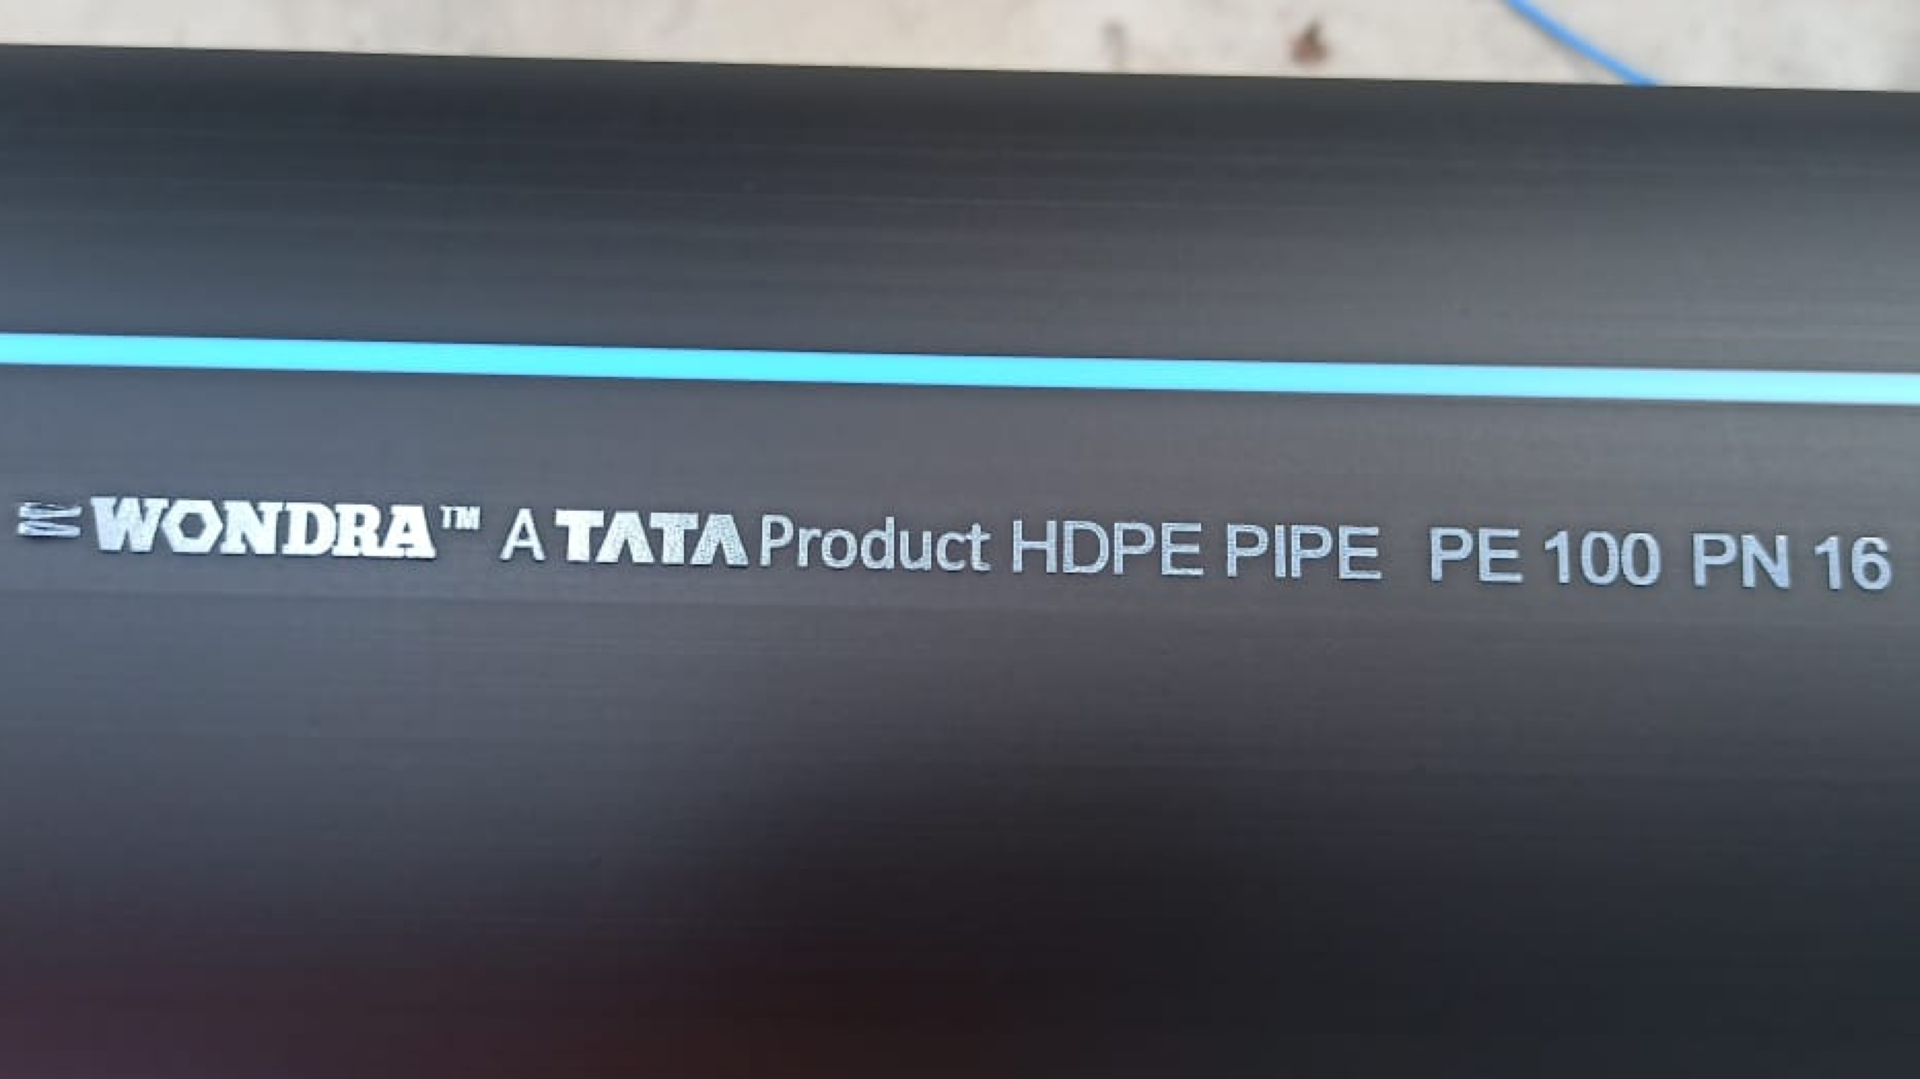 WONDRA™ A TATA Product HDPE PIPE PE 100 PN 16